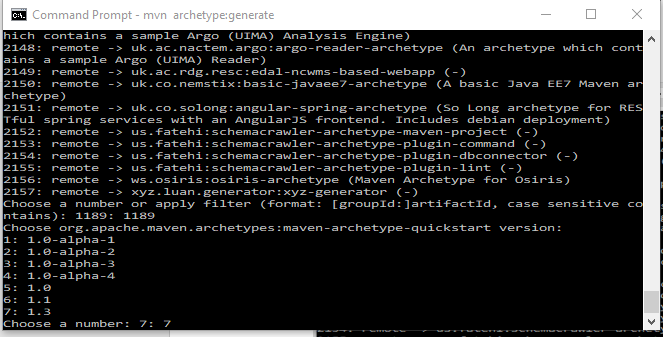 Command Prompt - mvn archetype:generate
hich contains a sample Argo (UIMA) Analysis Engine)
2148: remote -> uk.ac.nactem.argo:argo-reader-archetype (An archetype which cont
ains a sample Argo (UIMA) Reader)
2149: remote -> uk.ac.rdg.resc:edal-ncwms-based-webapp (-)
2150: remote -> uk.co.nemstix:basic-javaee7-archetype (A basic Java EE7 Maven ar
chetype)
2151: remote -> uk.co.solong:angular-spring-archetype (So Long archetype for RES
Tful spring services with an AngularJS frontend. Includes debian deployment)
2152: remote -> us.fatehi:schemacrawler-archetype-maven-project (-)
2153: remote -> us.fatehi:schemacrawler-archetype-plugin-command (-)
2154: remote -> us.fatehi:schemacrawler-archetype-plugin-dbconnector (-)
2155: remote -> us.fatehi:schemacrawler-archetype-plugin-lint (-)
2156: remote -> ws.osiris:osiris-archetype (Maven Archetype for Osiris)
2157: remote -> xyz.luan.generator:xyz-generator (-)
Choose a number or apply filter (format: [groupId:]artifactId, case sensitive co
ntains): 1189: 1189
Choose org.apache.maven.archetypes:maven-archetype-quickstart version:
1: 1.0-alpha-1
2: 1.0-alpha-2
3: 1.0-alpha-3
4: 1.0-alpha-4
5: 1.0
6: 1.1
7: 1.3
Choose a number: 7: 7